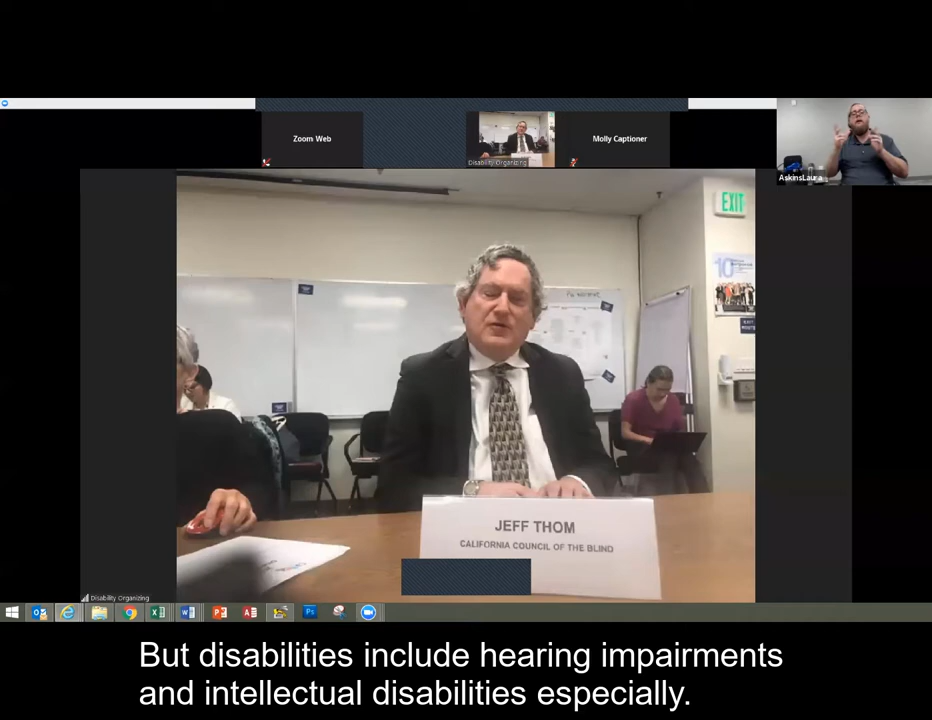 Zoom Web
Disability Organizing
Molly Captioner
AskinsLaura
EXIT
10
JEFF THOM
CALIFORNIA COUNCIL OF THE BLIND
Disability Organizing
But disabilities include hearing impairments
and intellectual disabilities especially.